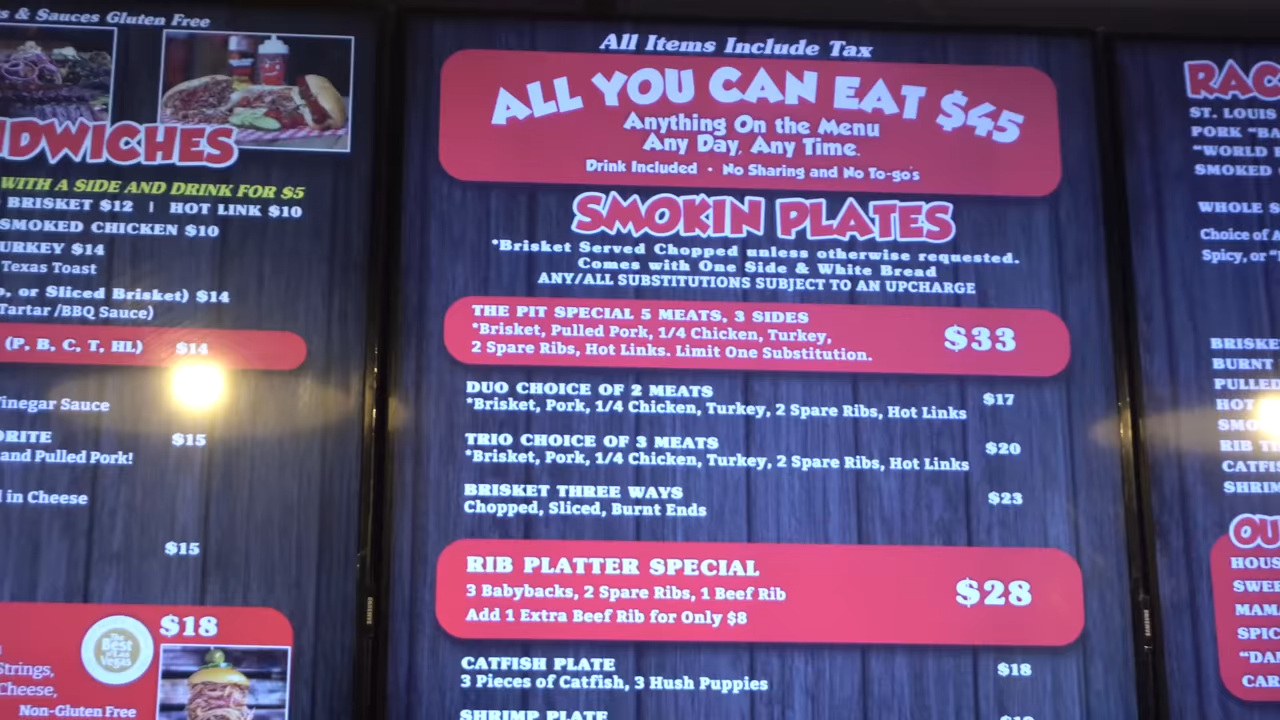 s & Sauces Gluten Free
DWICHES
WITH A SIDE AND DRINK FOR $5
BRISKET $12 | HOT LINK $10
SMOKED CHICKEN $10
URKEY $14
Texas Toast
o, or Sliced Brisket) $14
Tartar /BBQ Sauce)
(P, B, C, T, HL) $14
inegar Sauce
ORITE $15
and Pulled Pork!
in Cheese
$15
$18
The Best of Las Vegas
Strings,
Cheese,
Non-Gluten Free
All Items Include Tax
ALL YOU CAN EAT $45
Anything On the Menu
Any Day, Any Time.
Drink Included • No Sharing and No To-go's
SMOKIN PLATES
*Brisket Served Chopped unless otherwise requested.
Comes with One Side & White Bread
ANY/ALL SUBSTITUTIONS SUBJECT TO AN UPCHARGE
THE PIT SPECIAL 5 MEATS, 3 SIDES
*Brisket, Pulled Pork, 1/4 Chicken, Turkey,
2 Spare Ribs, Hot Links. Limit One Substitution.
$33
DUO CHOICE OF 2 MEATS $17
*Brisket, Pork, 1/4 Chicken, Turkey, 2 Spare Ribs, Hot Links
TRIO CHOICE OF 3 MEATS $20
*Brisket, Pork, 1/4 Chicken, Turkey, 2 Spare Ribs, Hot Links
BRISKET THREE WAYS $23
Chopped, Sliced, Burnt Ends
RIB PLATTER SPECIAL
3 Babybacks, 2 Spare Ribs, 1 Beef Rib
Add 1 Extra Beef Rib for Only $8
$28
CATFISH PLATE $18
3 Pieces of Catfish, 3 Hush Puppies
SHRIMP PLATE
RAC
ST. LOUIS
PORK "BA
"WORLD
SMOKED
WHOLE S
Choice of A
Spicy, or "
BRISKE
BURNT
PULLED
HOT
SMO
RIB T
CATFI
SHRIM
OU
HOUS
SWEE
MAMA
SPIC
"DA
CAR